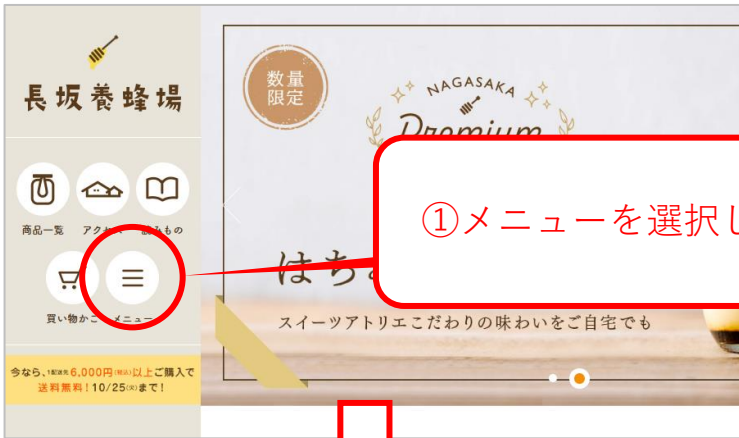 長坂養蜂場
数量
限定
NAGASAKA
Premium
商品一覧
アクセス
読みもの
買い物かご
メニュー
①メニューを選択し
はち
スイーツアトリエこだわりの味わいをご自宅でも
今なら、1配送先6,000円(税込)以上ご購入で
送料無料!10/25(火)まで!